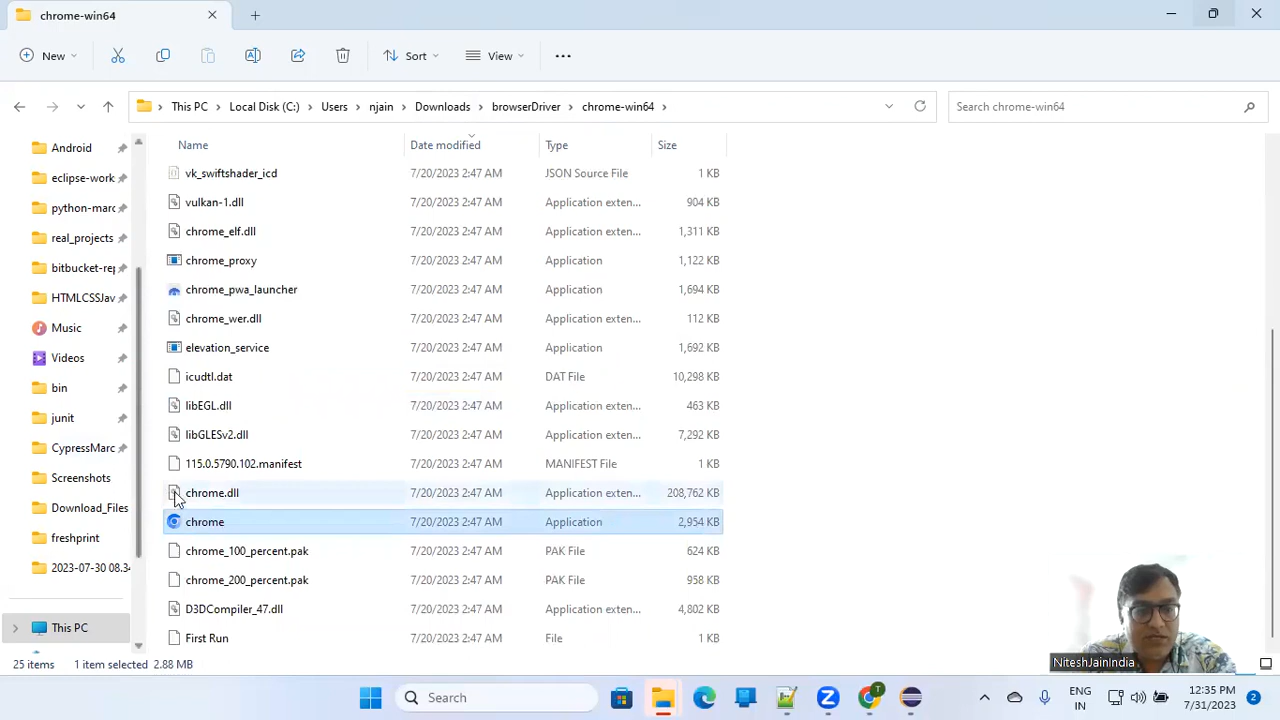 chrome-win64
New
Sort
View
This PC
Local Disk (C:)
Users
njain
Downloads
browserDriver
chrome-win64
Search chrome-win64
Android
eclipse-work
python-marc
real_projects
bitbucket-rep
HTMLCSSJav
Music
Videos
bin
junit
CypressMarc
Screenshots
Download_Files
freshprint
2023-07-30 08.34
This PC
Name Date modified Type Size
vk_swiftshader_icd 7/20/2023 2:47 AM JSON Source File 1 KB
vulkan-1.dll 7/20/2023 2:47 AM Application exten... 904 KB
chrome_elf.dll 7/20/2023 2:47 AM Application exten... 1,311 KB
chrome_proxy 7/20/2023 2:47 AM Application 1,122 KB
chrome_pwa_launcher 7/20/2023 2:47 AM Application 1,694 KB
chrome_wer.dll 7/20/2023 2:47 AM Application exten... 112 KB
elevation_service 7/20/2023 2:47 AM Application 1,692 KB
icudtl.dat 7/20/2023 2:47 AM DAT File 10,298 KB
libEGL.dll 7/20/2023 2:47 AM Application exten... 463 KB
libGLESv2.dll 7/20/2023 2:47 AM Application exten... 7,292 KB
115.0.5790.102.manifest 7/20/2023 2:47 AM MANIFEST File 1 KB
chrome.dll 7/20/2023 2:47 AM Application exten... 208,762 KB
chrome 7/20/2023 2:47 AM Application 2,954 KB
chrome_100_percent.pak 7/20/2023 2:47 AM PAK File 624 KB
chrome_200_percent.pak 7/20/2023 2:47 AM PAK File 958 KB
D3DCompiler_47.dll 7/20/2023 2:47 AM Application exten... 4,802 KB
First Run 7/20/2023 2:47 AM File 1 KB
25 items 1 item selected 2.88 MB
NiteshJainIndia
Search
T
ENG
IN
12:35 PM
7/31/2023
2